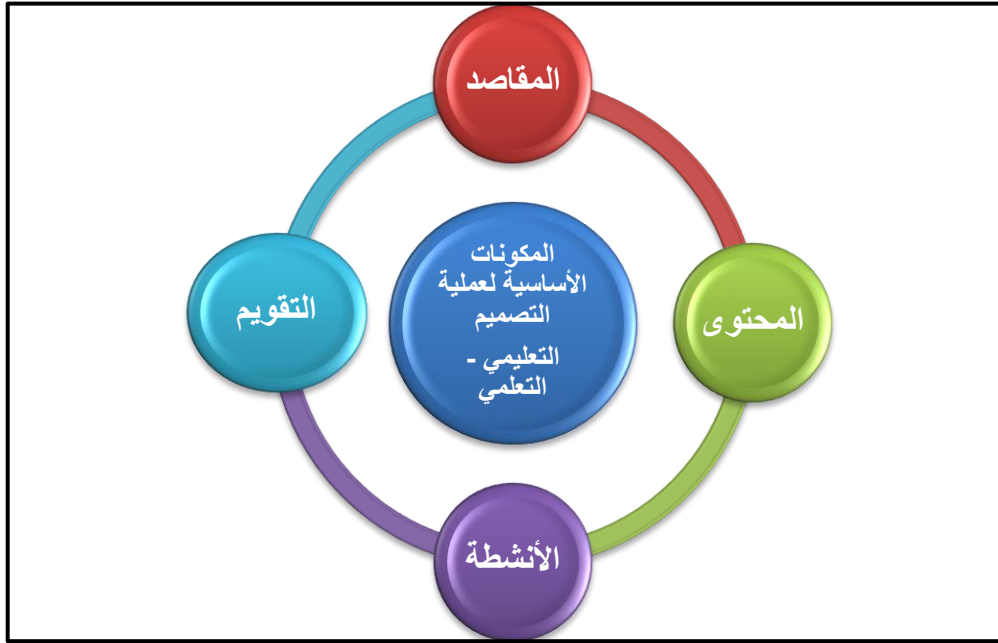 المقاصد
المكونات
الأساسية لعملية
التصميم
التعليمي -
التعلمي
المحتوى
التقويم
الأنشطة